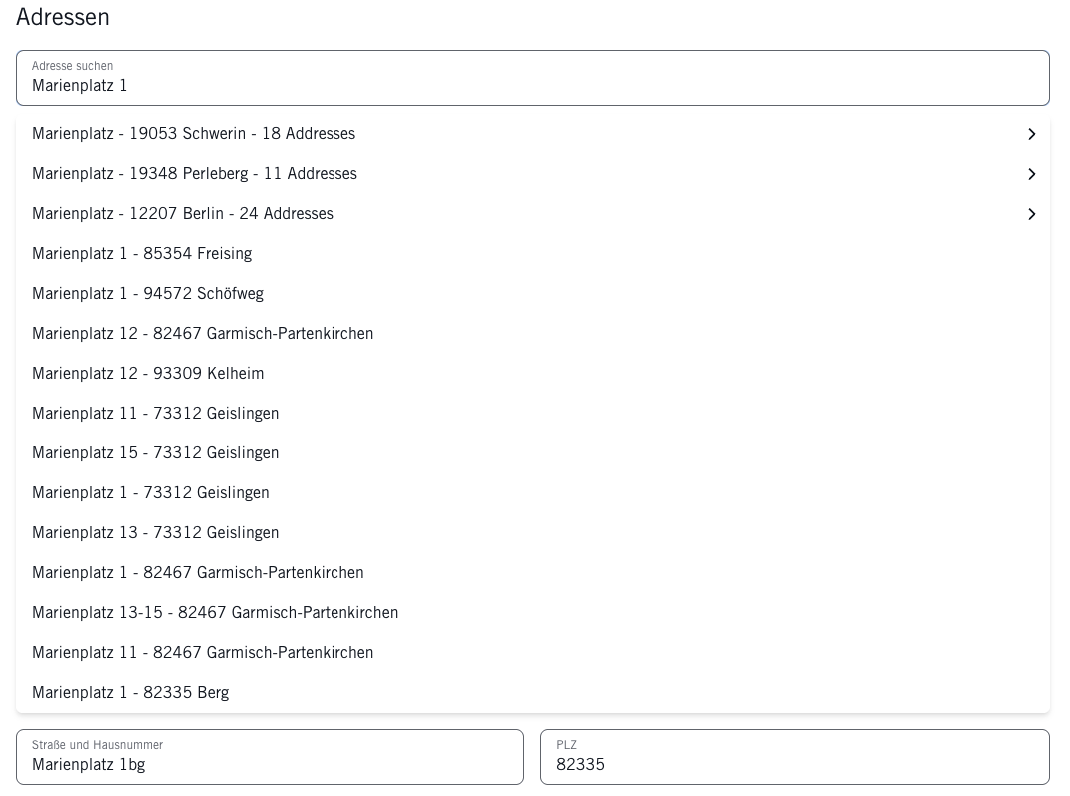 Adressen
Adresse suchen
Marienplatz 1
Marienplatz - 19053 Schwerin - 18 Addresses
Marienplatz - 19348 Perleberg - 11 Addresses
Marienplatz - 12207 Berlin - 24 Addresses
Marienplatz 1 - 85354 Freising
Marienplatz 1 - 94572 Schöfweg
Marienplatz 12 - 82467 Garmisch-Partenkirchen
Marienplatz 12 - 93309 Kelheim
Marienplatz 11 - 73312 Geislingen
Marienplatz 15 - 73312 Geislingen
Marienplatz 1 - 73312 Geislingen
Marienplatz 13 - 73312 Geislingen
Marienplatz 1 - 82467 Garmisch-Partenkirchen
Marienplatz 13-15 - 82467 Garmisch-Partenkirchen
Marienplatz 11 - 82467 Garmisch-Partenkirchen
Marienplatz 1 - 82335 Berg
Straße und Hausnummer
Marienplatz 1bg
PLZ
82335